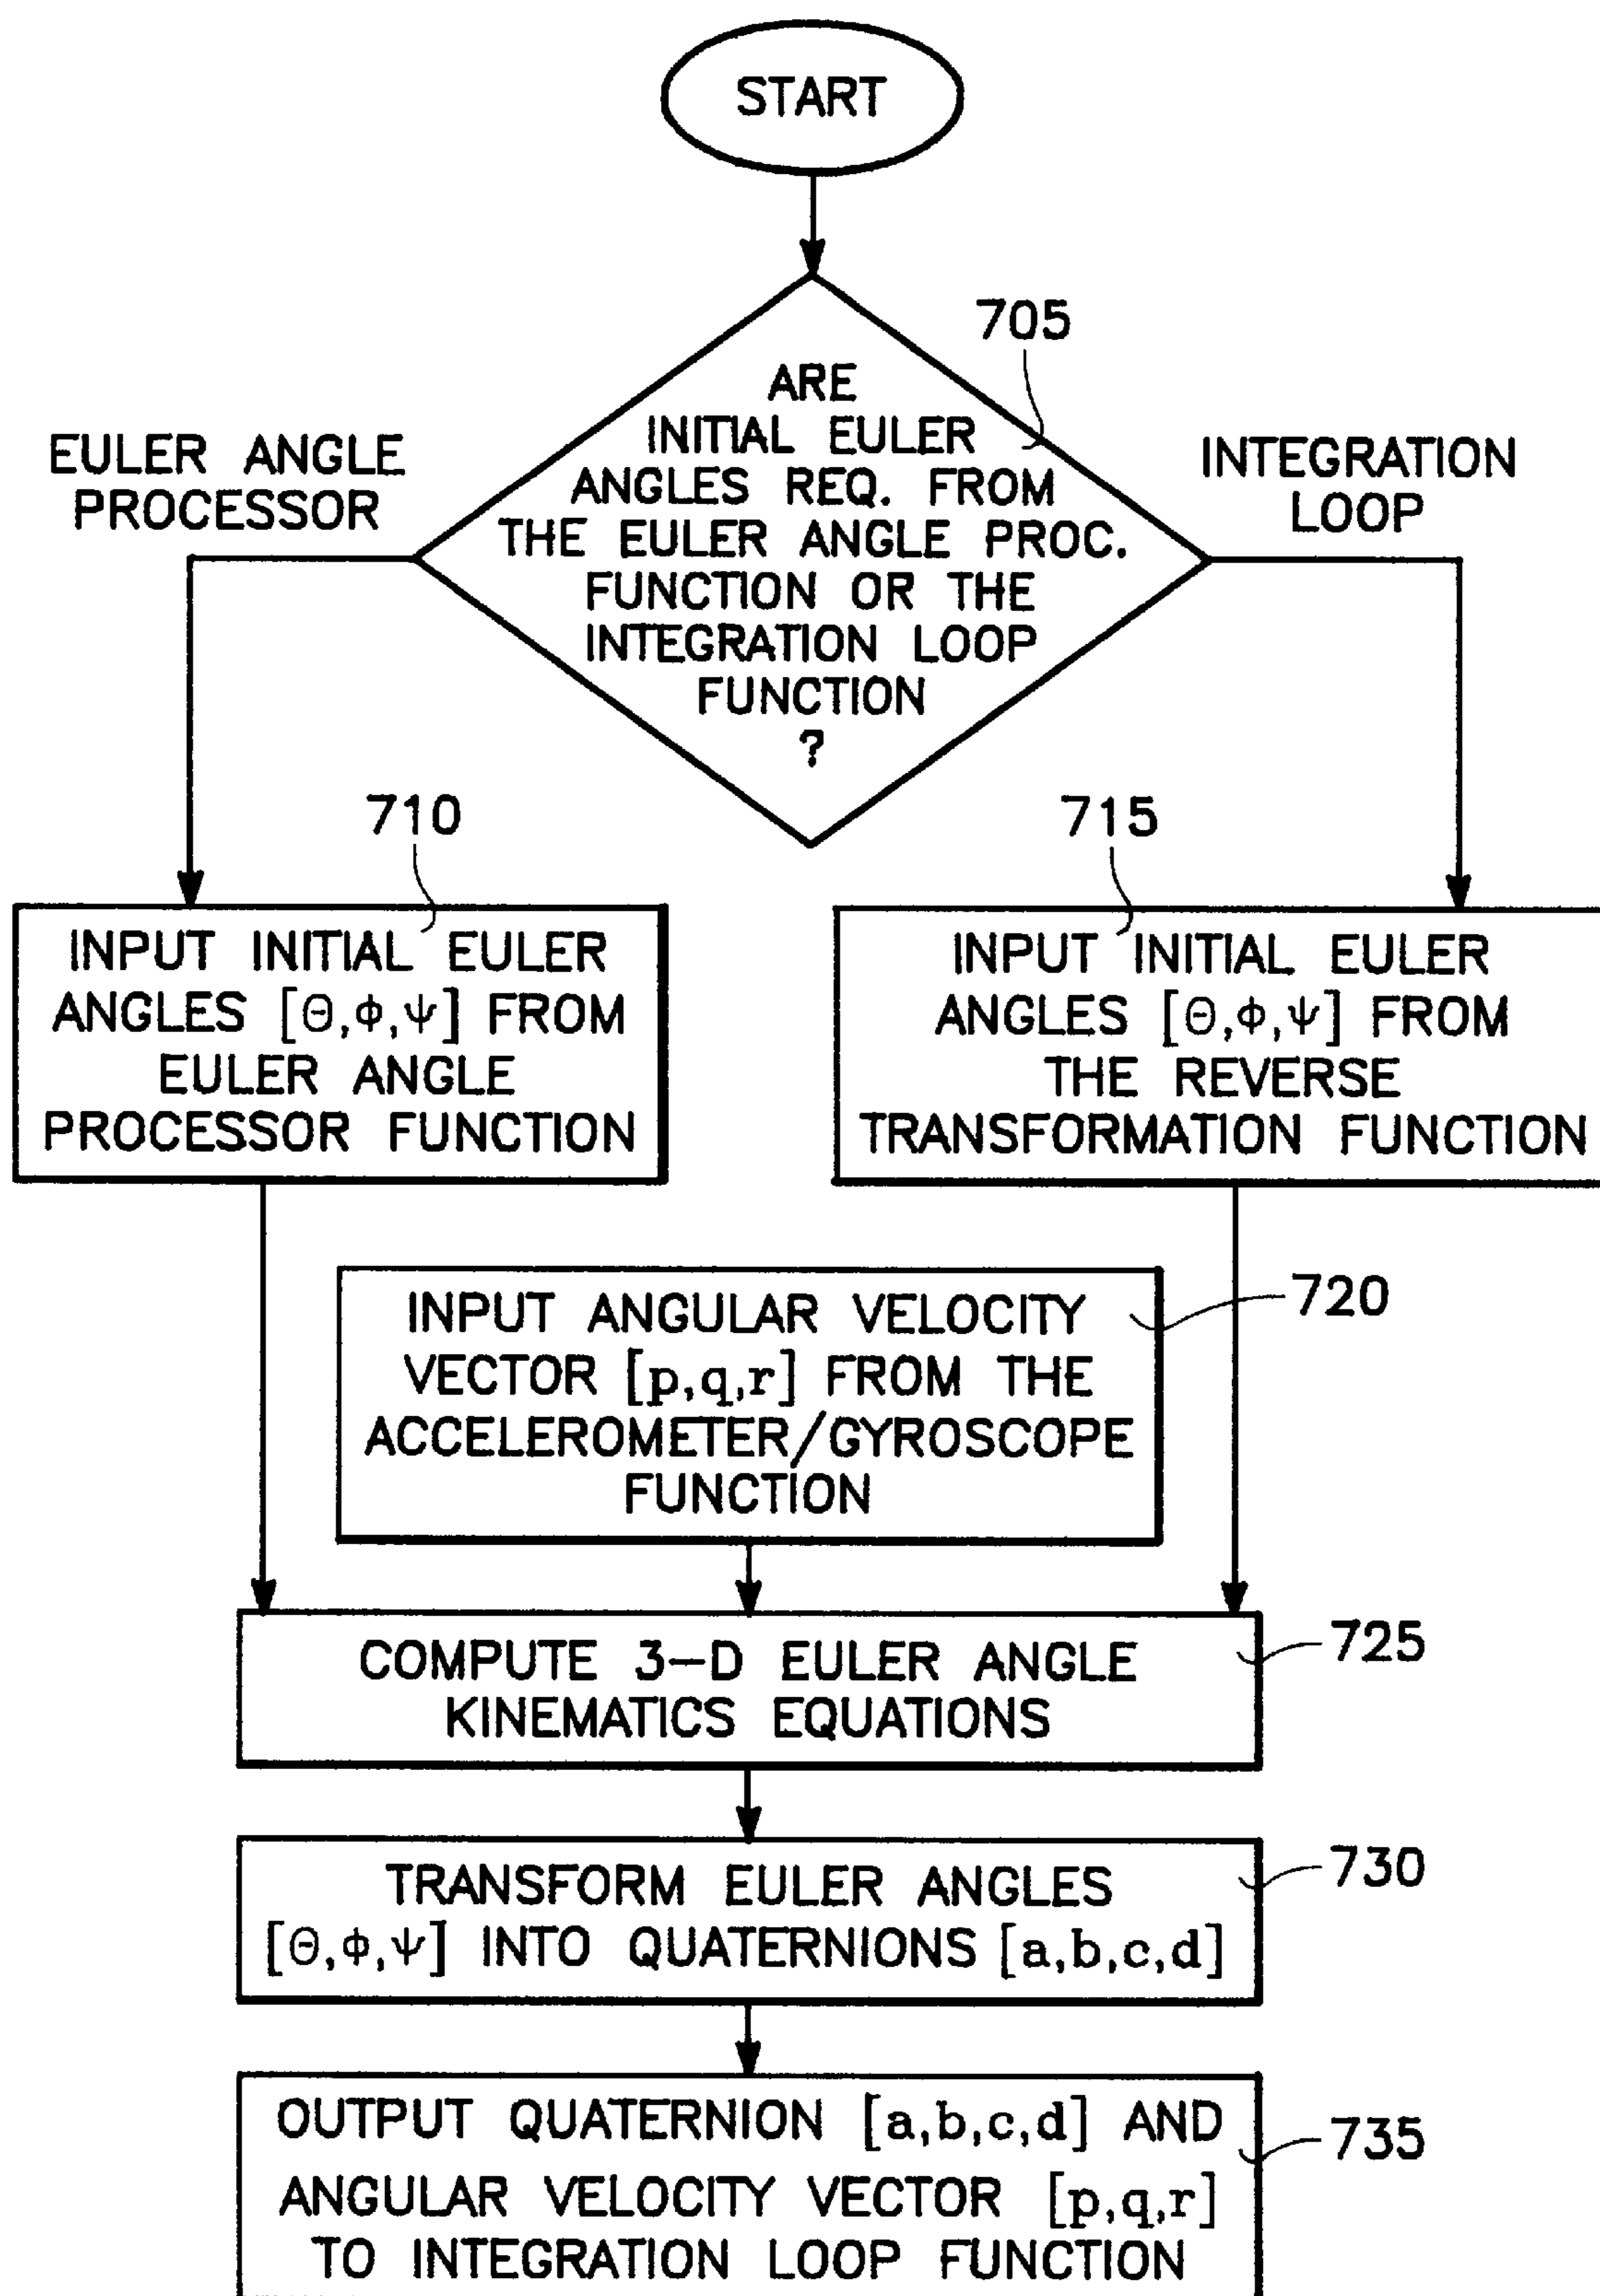 START
705
ARE
INITIAL EULER
ANGLES REQ. FROM
THE EULER ANGLE PROC.
FUNCTION OR THE
INTEGRATION LOOP
FUNCTION
?
EULER ANGLE
PROCESSOR
INTEGRATION
LOOP
710
INPUT INITIAL EULER
ANGLES [Θ,ϕ,ψ] FROM
EULER ANGLE
PROCESSOR FUNCTION
715
INPUT INITIAL EULER
ANGLES [Θ,ϕ,ψ] FROM
THE REVERSE
TRANSFORMATION FUNCTION
720
INPUT ANGULAR VELOCITY
VECTOR [p,q,r] FROM THE
ACCELEROMETER/GYROSCOPE
FUNCTION
725
COMPUTE 3-D EULER ANGLE
KINEMATICS EQUATIONS
730
TRANSFORM EULER ANGLES
[Θ,ϕ,ψ] INTO QUATERNIONS [a,b,c,d]
735
OUTPUT QUATERNION [a,b,c,d] AND
ANGULAR VELOCITY VECTOR [p,q,r]
TO INTEGRATION LOOP FUNCTION